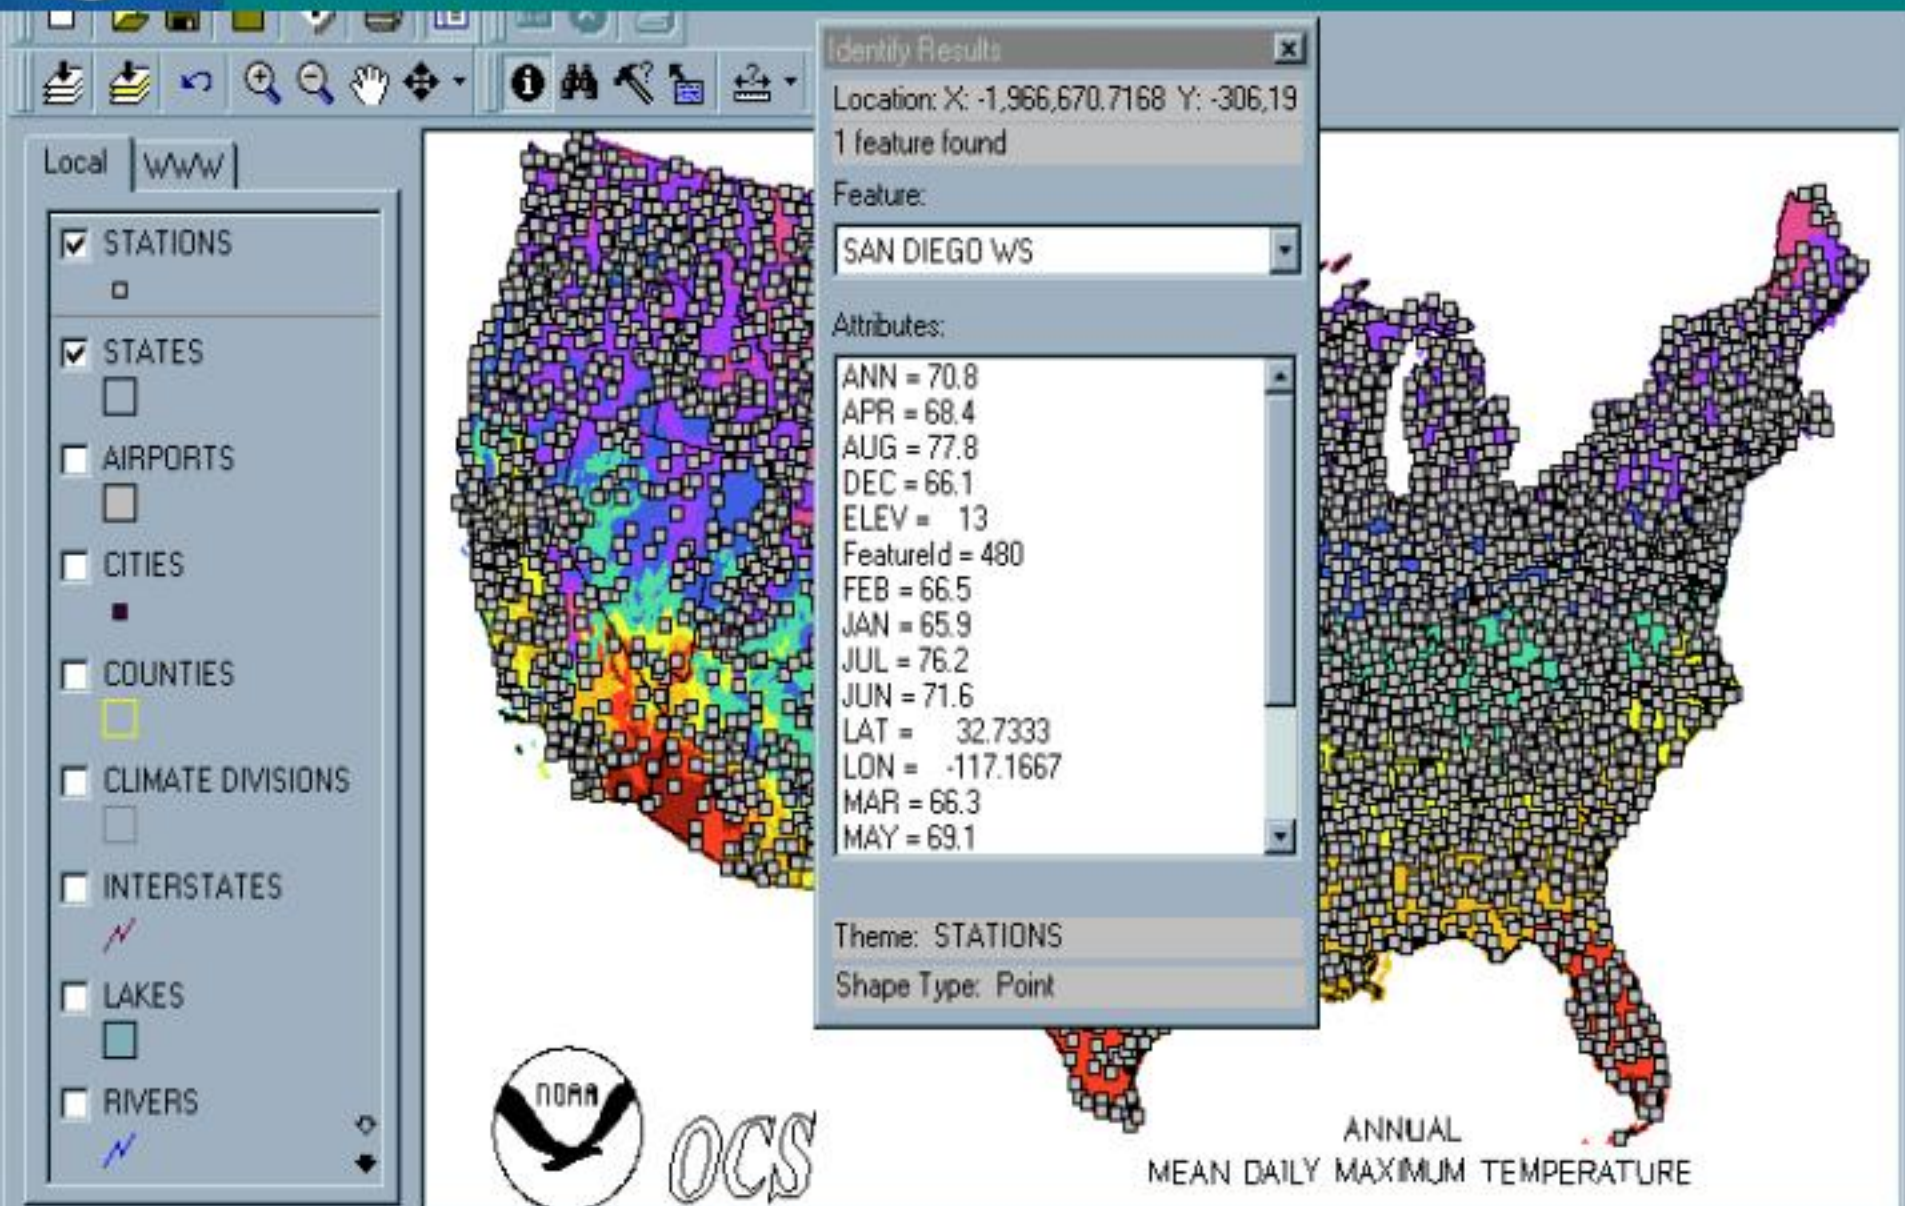 Identify Results
Location: X: -1,966,670.7168 Y: -306,19
1 feature found
Feature:
SAN DIEGO WS
Attributes:
ANN = 70.8
APR = 68.4
AUG = 77.8
DEC = 66.1
ELEV = 13
FeatureId = 480
FEB = 66.5
JAN = 65.9
JUL = 76.2
JUN = 71.6
LAT = 32.7333
LON = -117.1667
MAR = 66.3
MAY = 69.1
Theme: STATIONS
Shape Type: Point
Local
WWW
STATIONS
STATES
AIRPORTS
CITIES
COUNTIES
CLIMATE DIVISIONS
INTERSTATES
LAKES
RIVERS
NOAA
OCS
ANNUAL
MEAN DAILY MAXIMUM TEMPERATURE